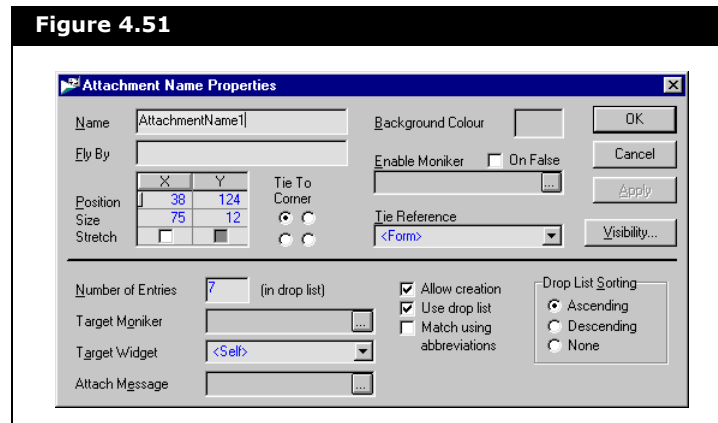 Figure 4.51
Attachment Name Properties
Name AttachmentName1
Fly By
X Y
Position 38 124
Size 75 12
Stretch
Tie To
Corner
Background Colour
Enable Moniker On False
...
Tie Reference
<Form>
OK
Cancel
Apply
Visibility...
Number of Entries 7 (in drop list)
Target Moniker ...
Target Widget <Self>
Attach Message ...
Allow creation
Use drop list
Match using
abbreviations
Drop List Sorting
Ascending
Descending
None